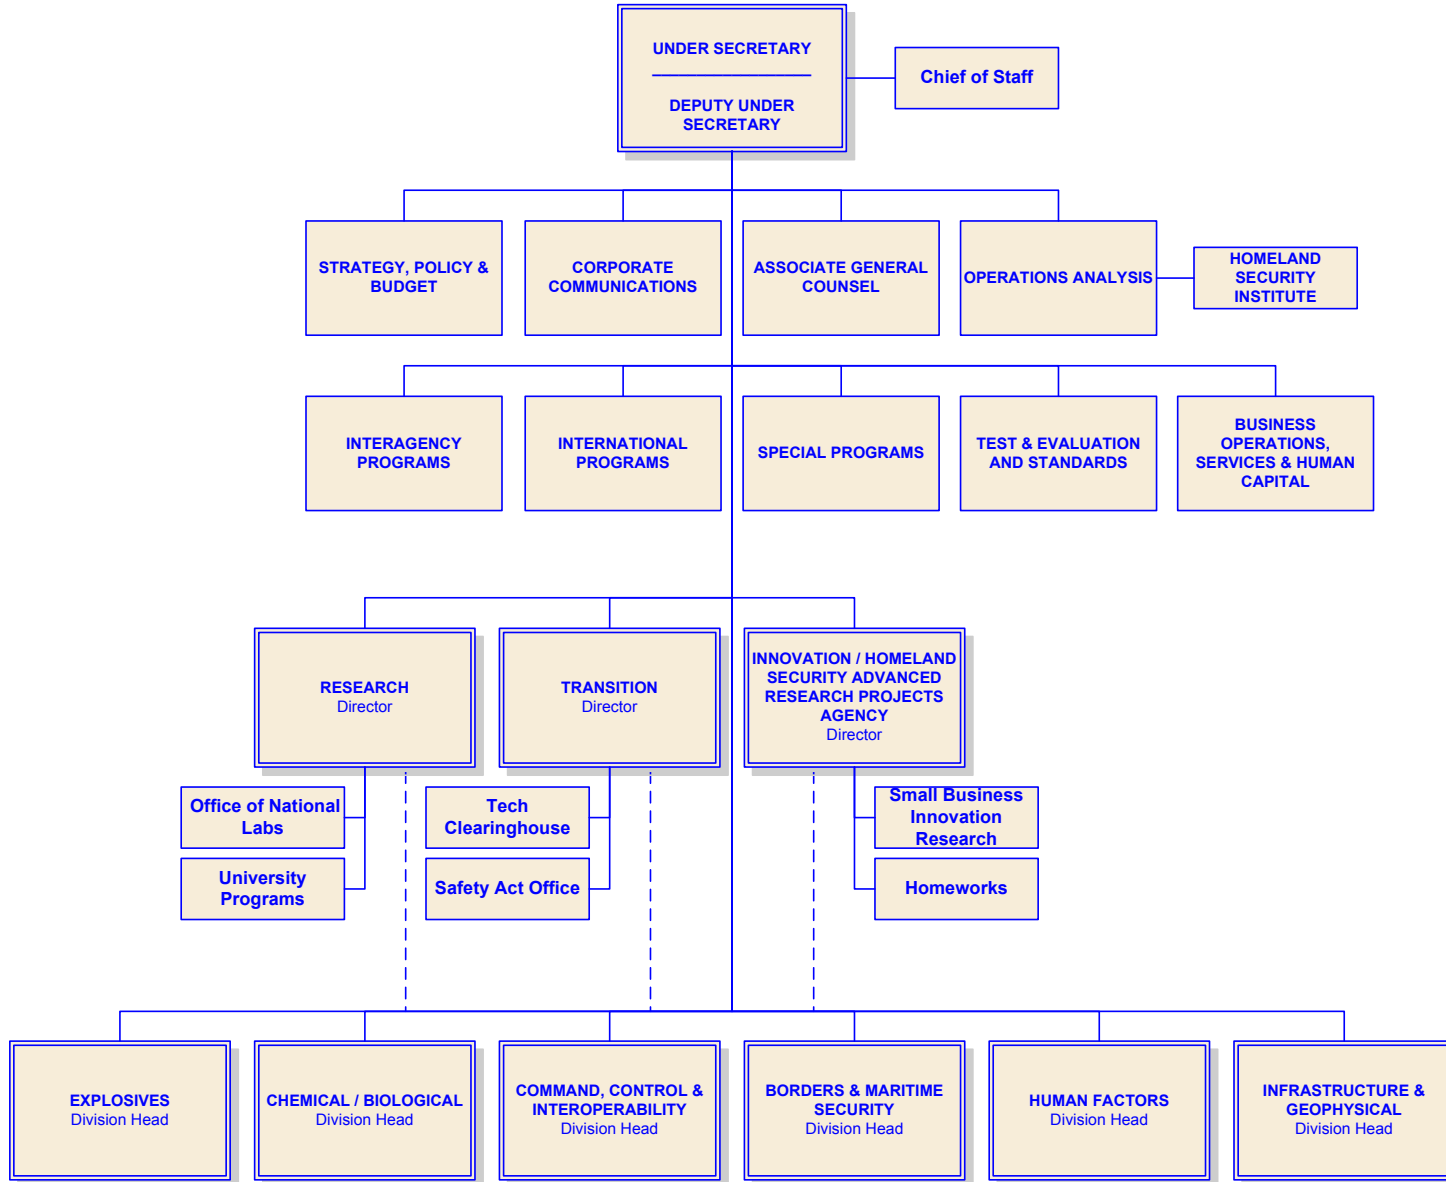 UNDER SECRETARY
DEPUTY UNDER
SECRETARY
Chief of Staff
STRATEGY, POLICY &
BUDGET
CORPORATE
COMMUNICATIONS
ASSOCIATE GENERAL
COUNSEL
OPERATIONS ANALYSIS
HOMELAND
SECURITY
INSTITUTE
INTERAGENCY
PROGRAMS
INTERNATIONAL
PROGRAMS
SPECIAL PROGRAMS
TEST & EVALUATION
AND STANDARDS
BUSINESS
OPERATIONS,
SERVICES & HUMAN
CAPITAL
RESEARCH
Director
TRANSITION
Director
INNOVATION / HOMELAND
SECURITY ADVANCED
RESEARCH PROJECTS
AGENCY
Director
Office of National
Labs
University
Programs
Tech
Clearinghouse
Safety Act Office
Small Business
Innovation
Research
Homeworks
EXPLOSIVES
Division Head
CHEMICAL / BIOLOGICAL
Division Head
COMMAND, CONTROL &
INTEROPERABILITY
Division Head
BORDERS & MARITIME
SECURITY
Division Head
HUMAN FACTORS
Division Head
INFRASTRUCTURE &
GEOPHYSICAL
Division Head